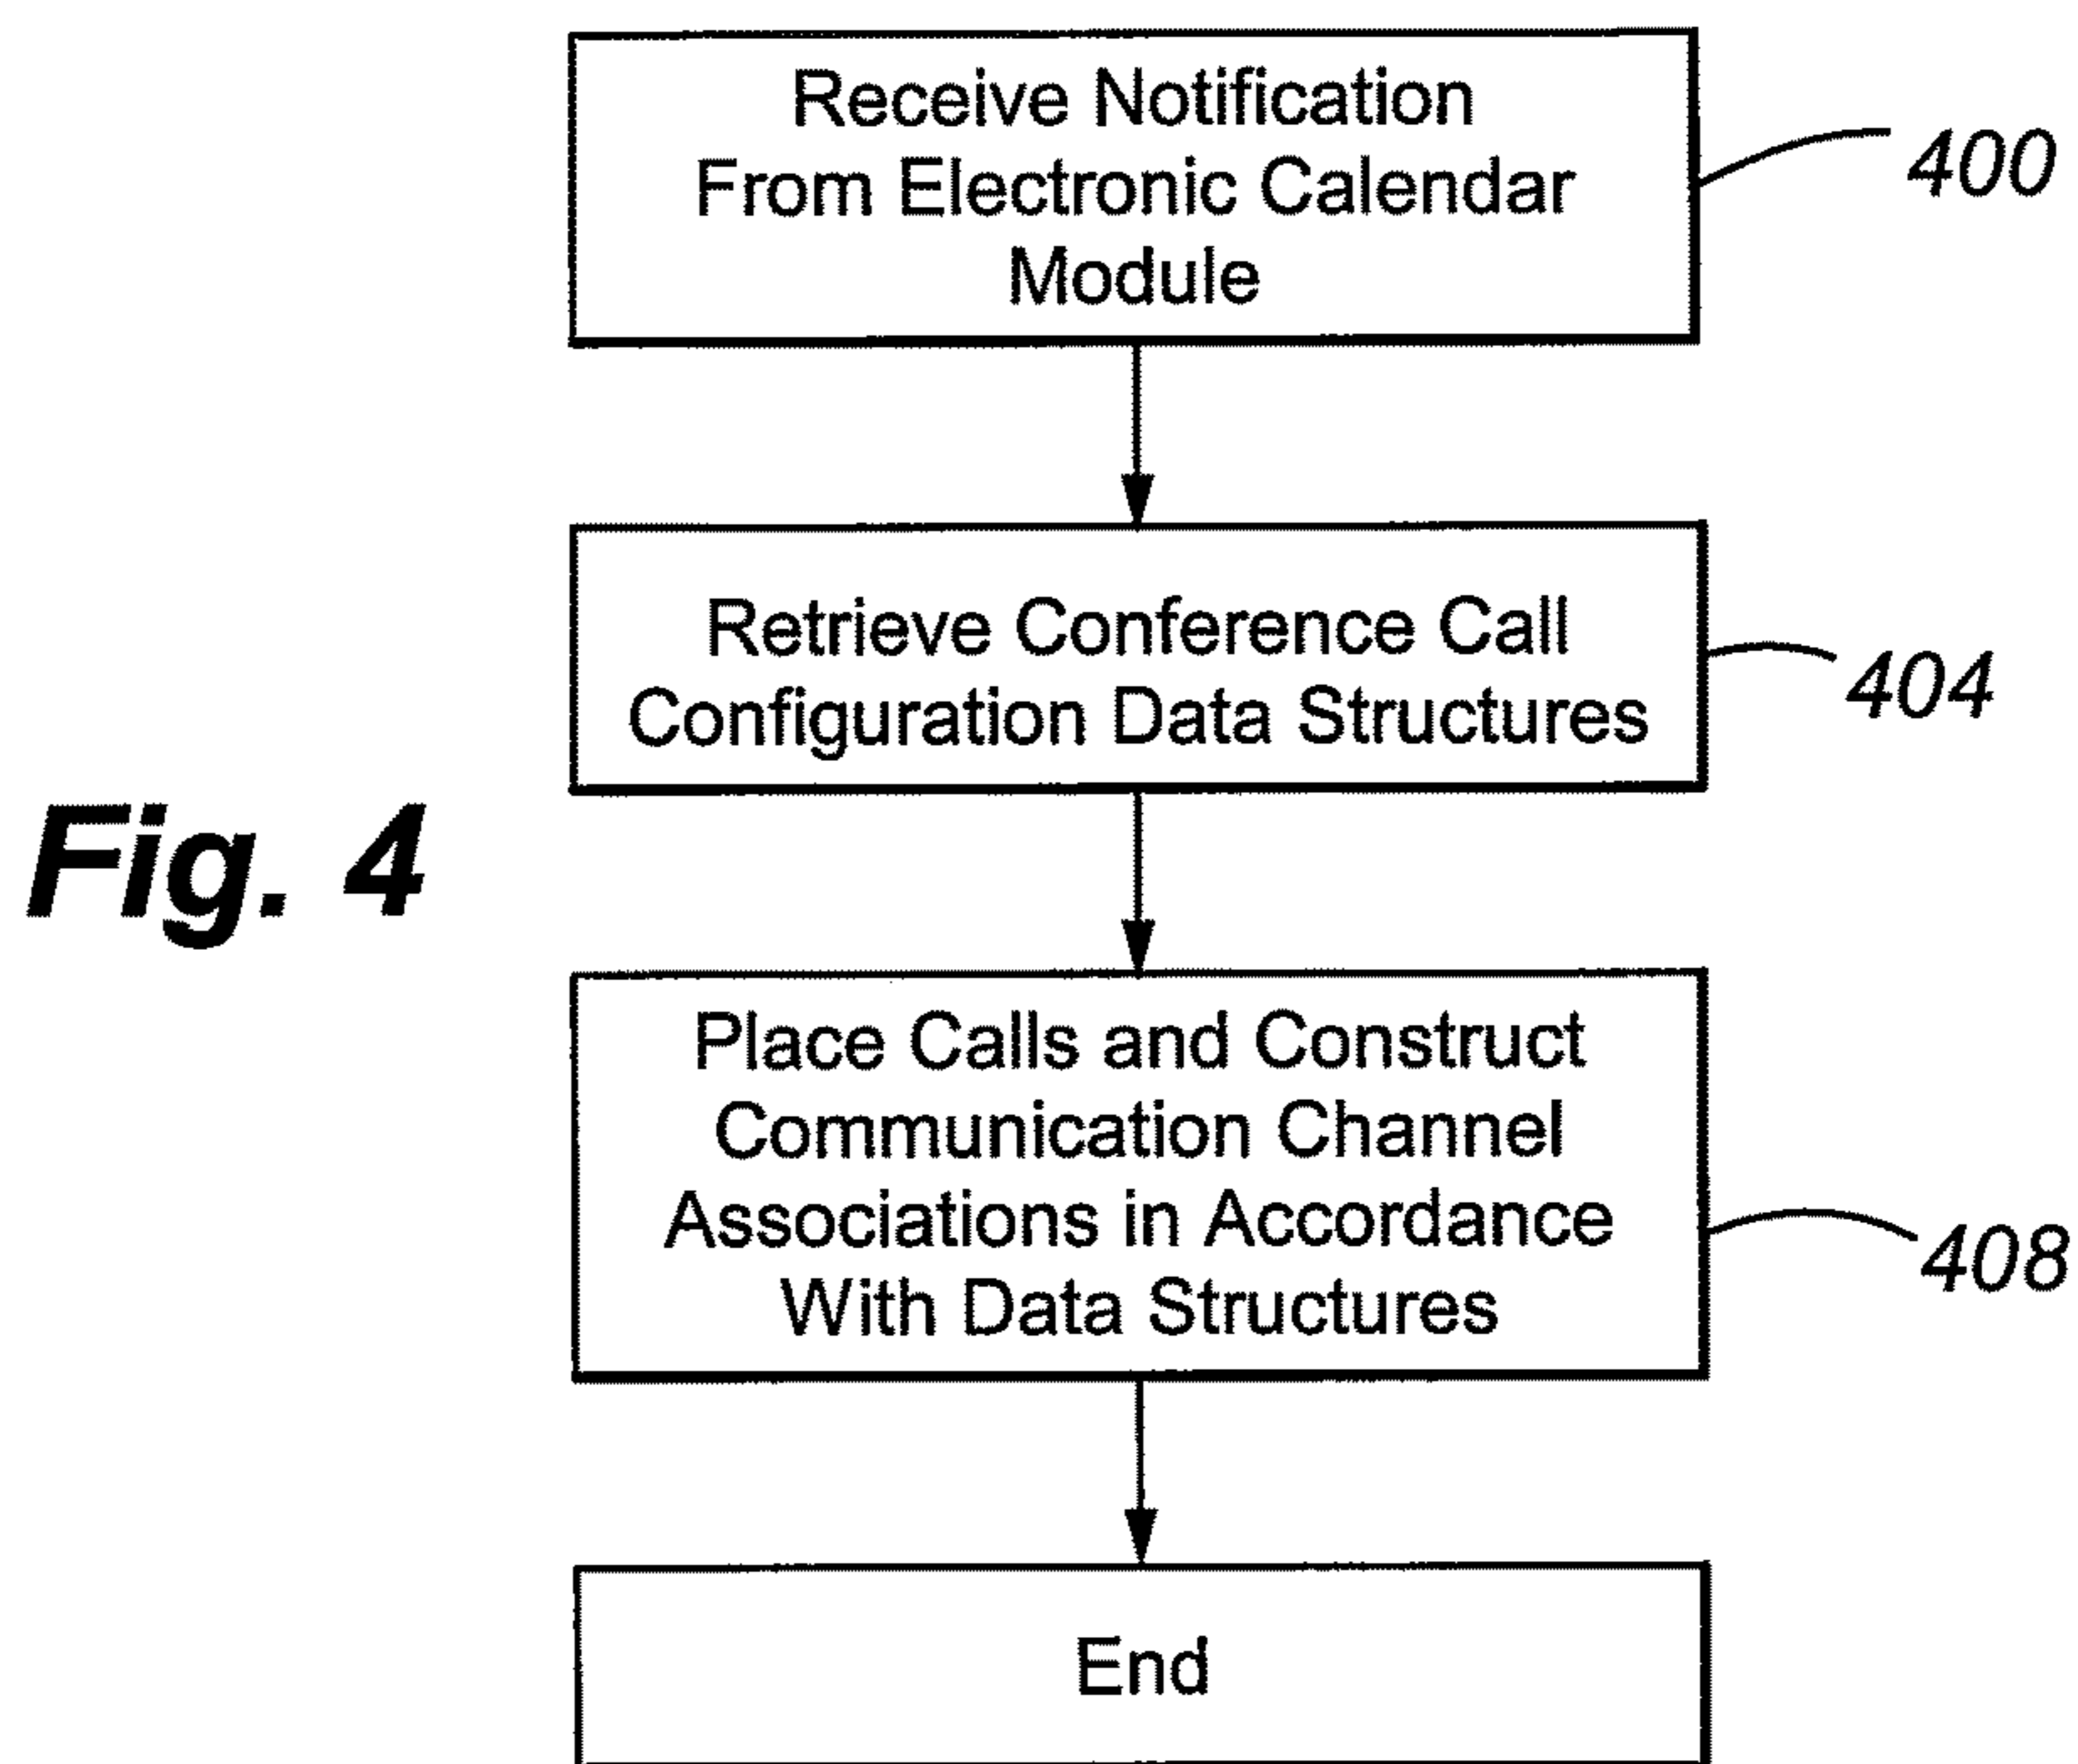 Receive Notification
From Electronic Calendar
Module
400
Retrieve Conference Call
Configuration Data Structures
404
Fig. 4
Place Calls and Construct
Communication Channel
Associations in Accordance
With Data Structures
408
End